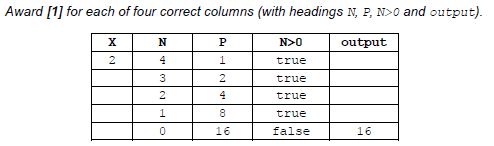 Award [1] for each of four correct columns (with headings N, P, N>0 and output).
X N P N>0 output
2 4 1 true
3 2 true
2 4 true
1 8 true
0 16 false 16